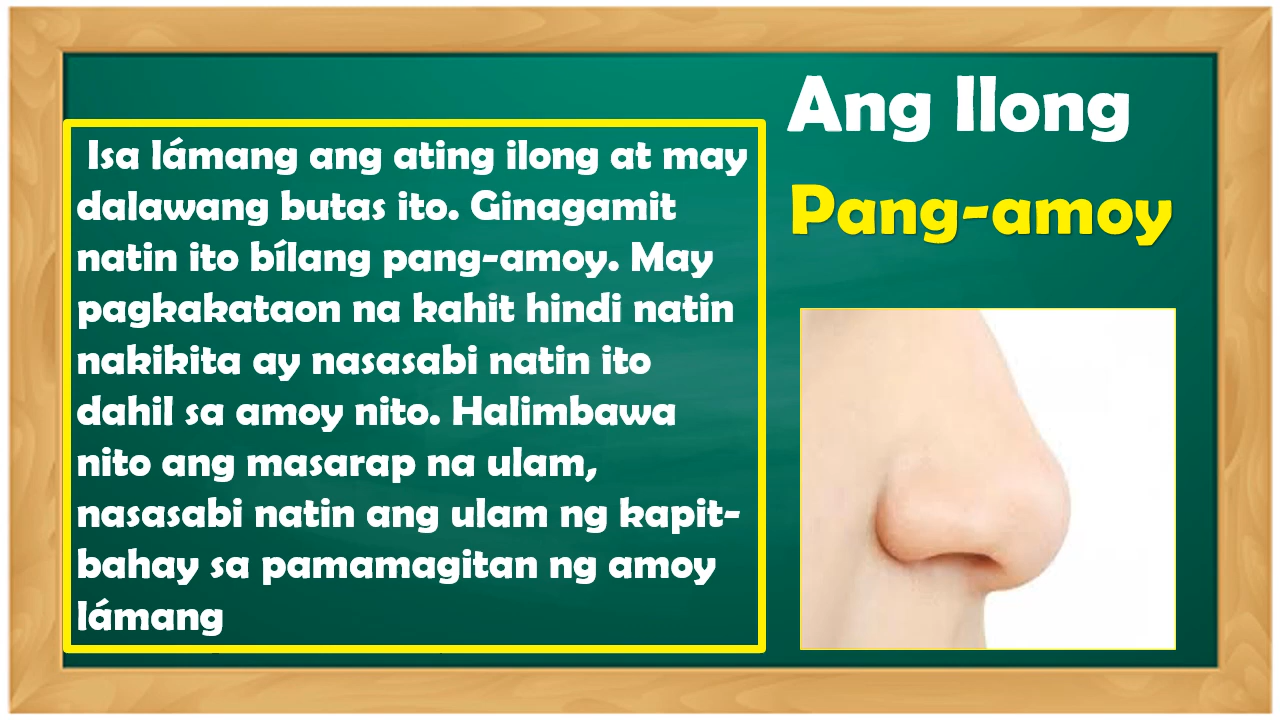 Ang Ilong
Pang-amoy
Isa lámang ang ating ilong at may
dalawang butas ito. Ginagamit
natin ito bílang pang-amoy. May
pagkakataon na kahit hindi natin
nakikita ay nasasabi natin ito
dahil sa amoy nito. Halimbawa
nito ang masarap na ulam,
nasasabi natin ang ulam ng kapit-
bahay sa pamamagitan ng amoy
lámang